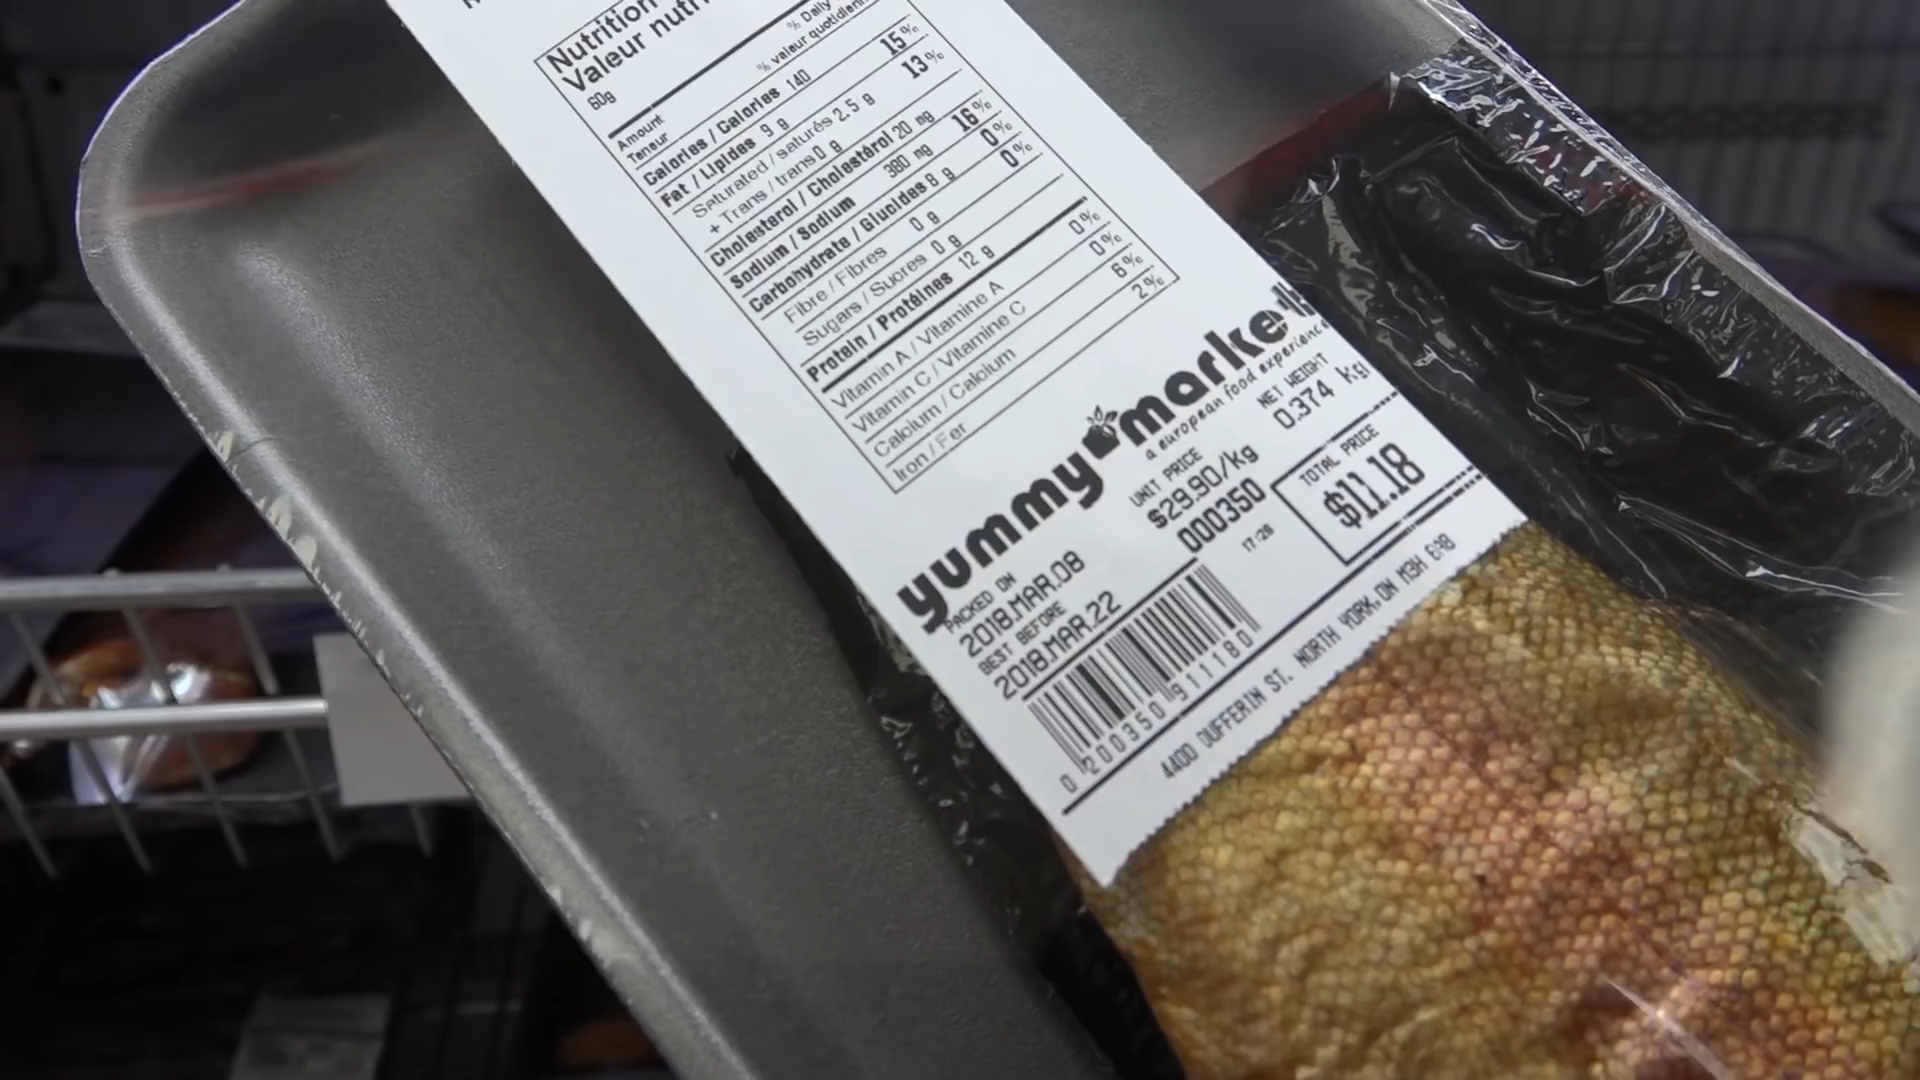 Nutrition
Valeur nutri
60g
Amount
Teneur
% Daily
% valeur quotidienne
Calories / Calories 140
Fat / Lipides 9 g 15%
Saturated / saturés 2.5 g
+ Trans / trans 0 g 13%
Cholesterol / Cholestérol 20 mg
Sodium / Sodium 380 mg 16%
Carbohydrate / Glucides 6 g 0%
Fibre / Fibres 0 g 0%
Sugars / Sucres 0 g
Protein / Protéines 12 g
Vitamin A / Vitamine A 0%
Vitamin C / Vitamine C 0%
Calcium / Calcium 6%
Iron / Fer 2%
yummy market
a european food experience
PACKED ON
2018.MAR.08
BEST BEFORE
2018.MAR.22
UNIT PRICE
$29.90/kg
000350
17:28
NET WEIGHT
0.374 kg
TOTAL PRICE
$11.18
0 200350 911180
4400 DUFFERIN ST. NORTH YORK, ON M3H 6A8